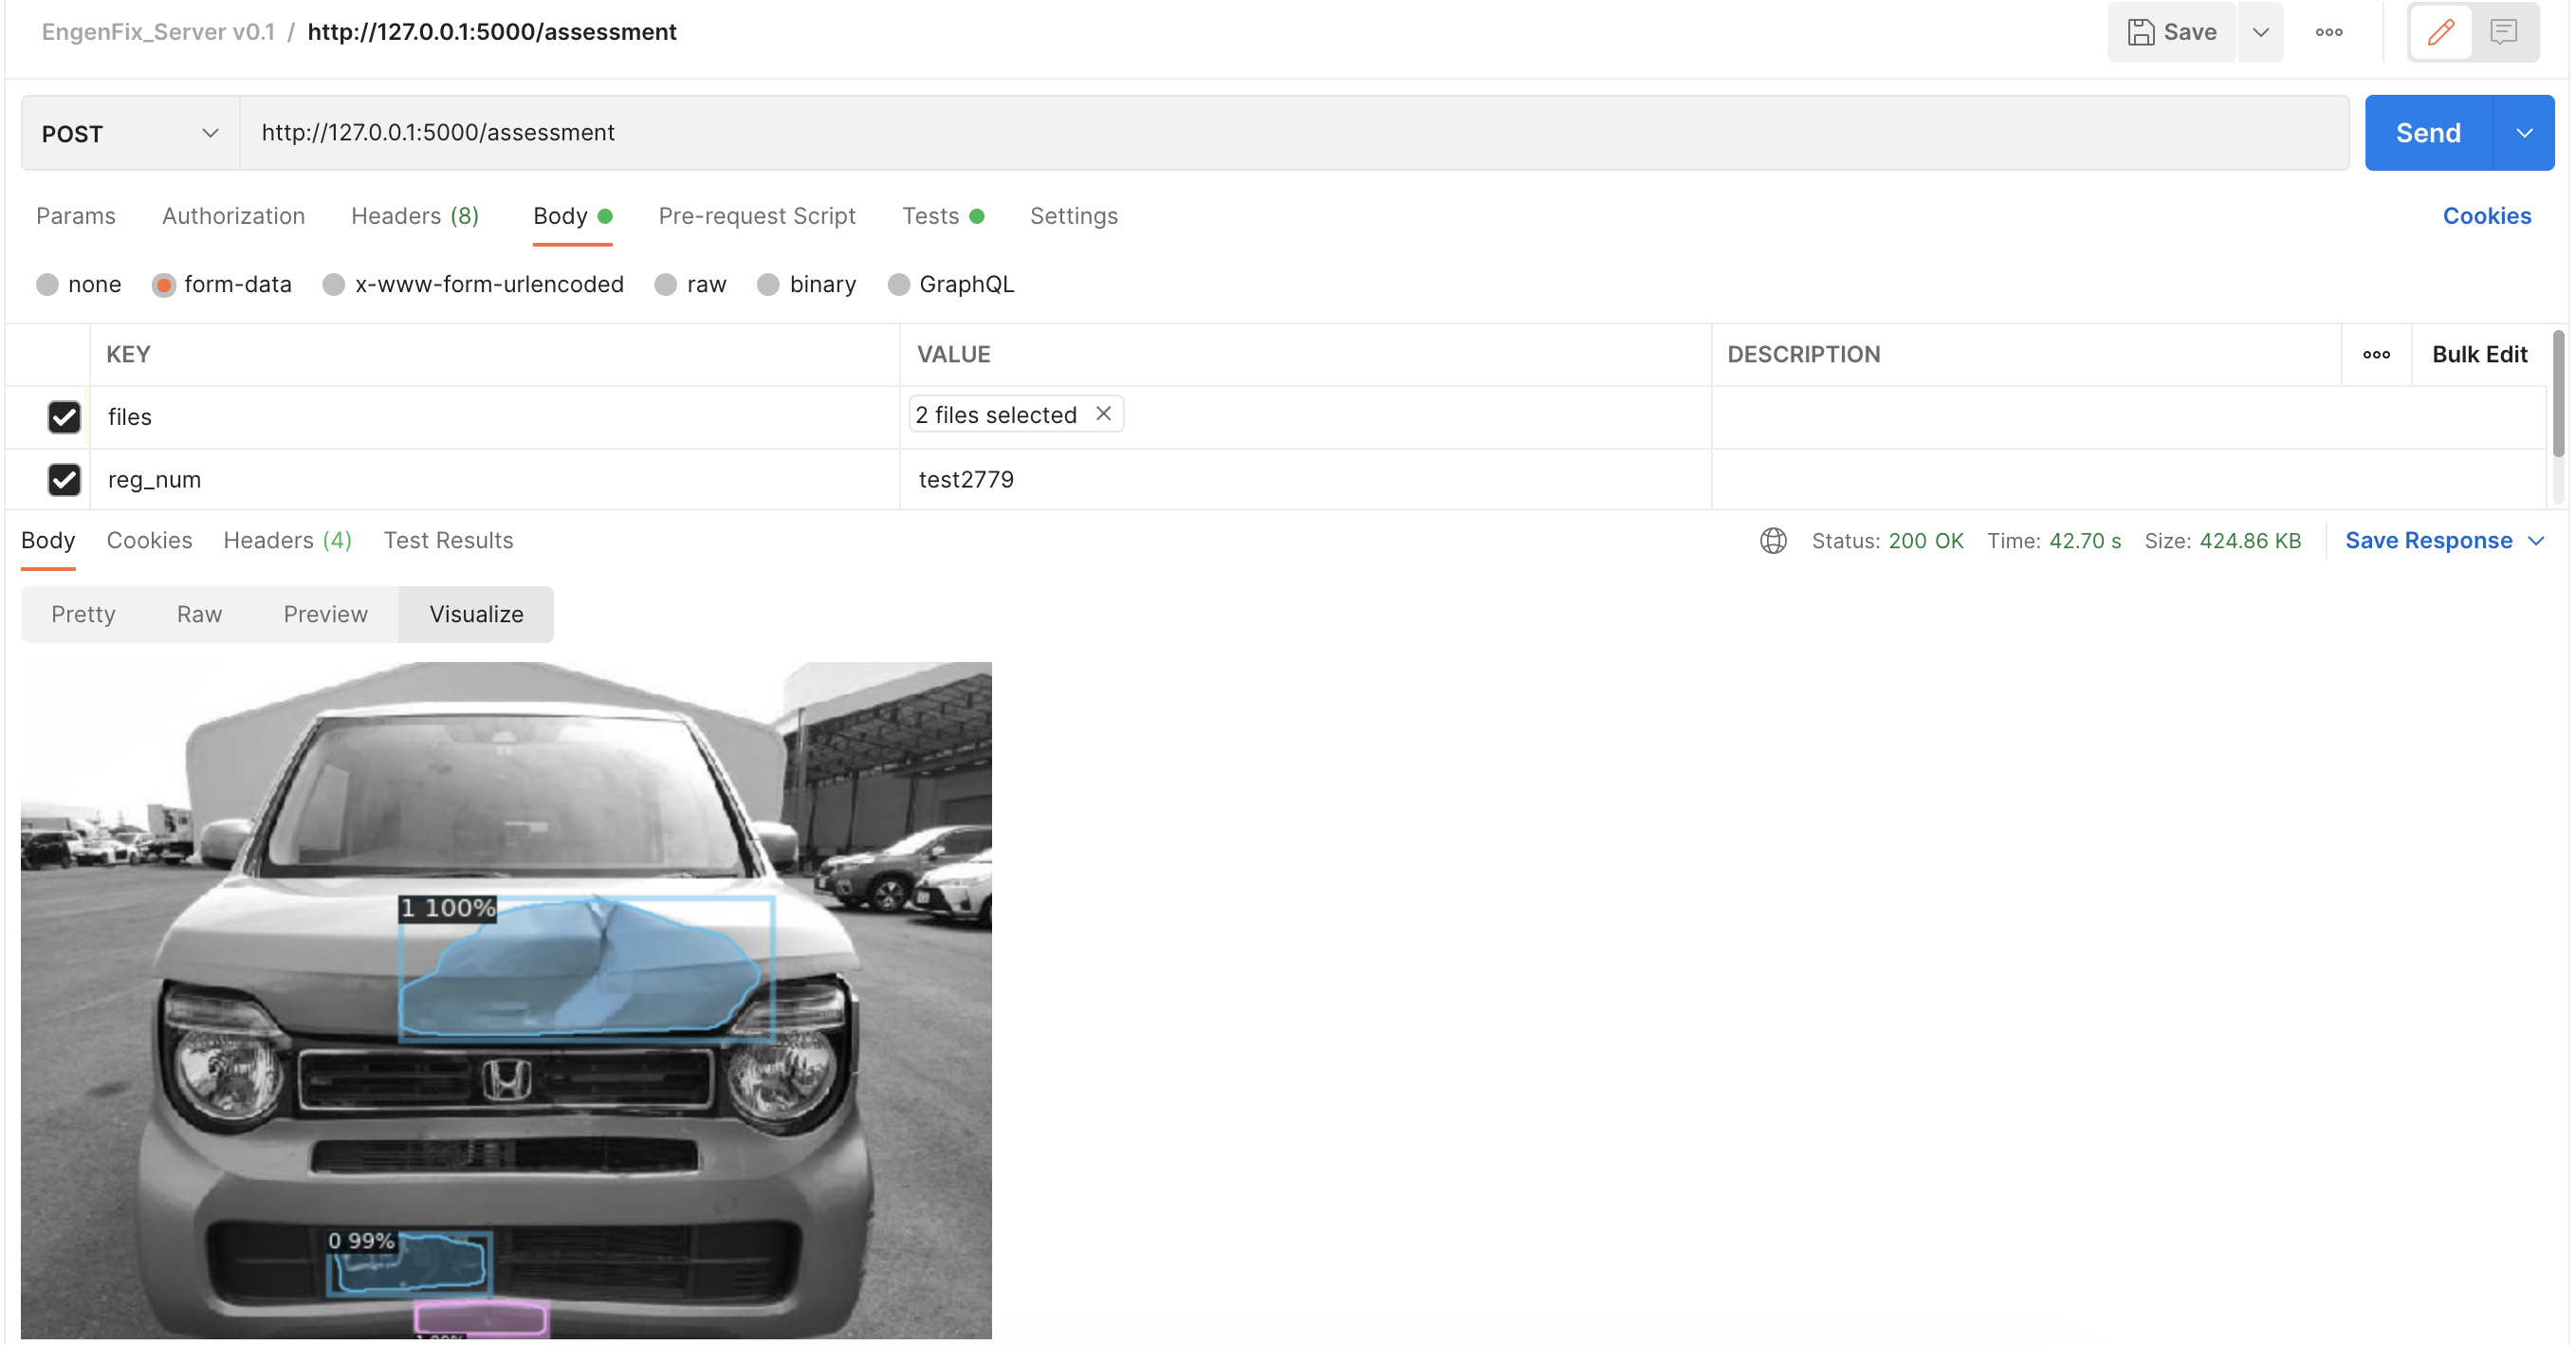 EngenFix_Server v0.1 / http://127.0.0.1:5000/assessment
Save
POST http://127.0.0.1:5000/assessment Send
Params Authorization Headers (8) Body Pre-request Script Tests Settings Cookies
none form-data x-www-form-urlencoded raw binary GraphQL
KEY VALUE DESCRIPTION Bulk Edit
files 2 files selected
reg_num test2779
Body Cookies Headers (4) Test Results Status: 200 OK Time: 42.70 s Size: 424.86 KB Save Response
Pretty Raw Preview Visualize
1 100%
0 99%